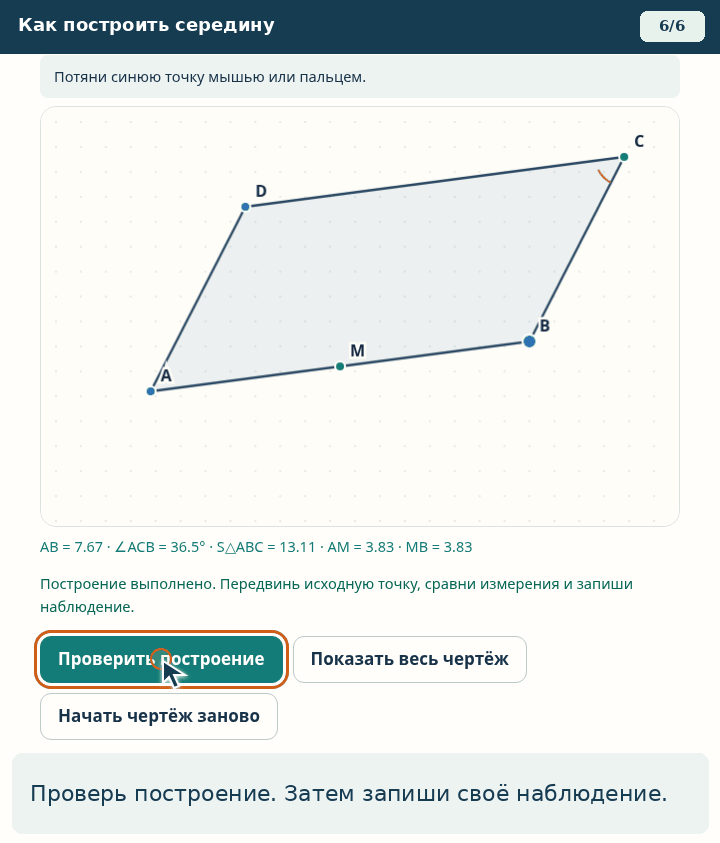 Как построить середину
6/6
Потяни синюю точку мышью или пальцем.
C
D
B
M
A
AB = 7.67 · ∠ACB = 36.5° · S△ABC = 13.11 · AM = 3.83 · MB = 3.83
Построение выполнено. Передвинь исходную точку, сравни измерения и запиши
наблюдение.
Проверить построение
Показать весь чертёж
Начать чертёж заново
Проверь построение. Затем запиши своё наблюдение.